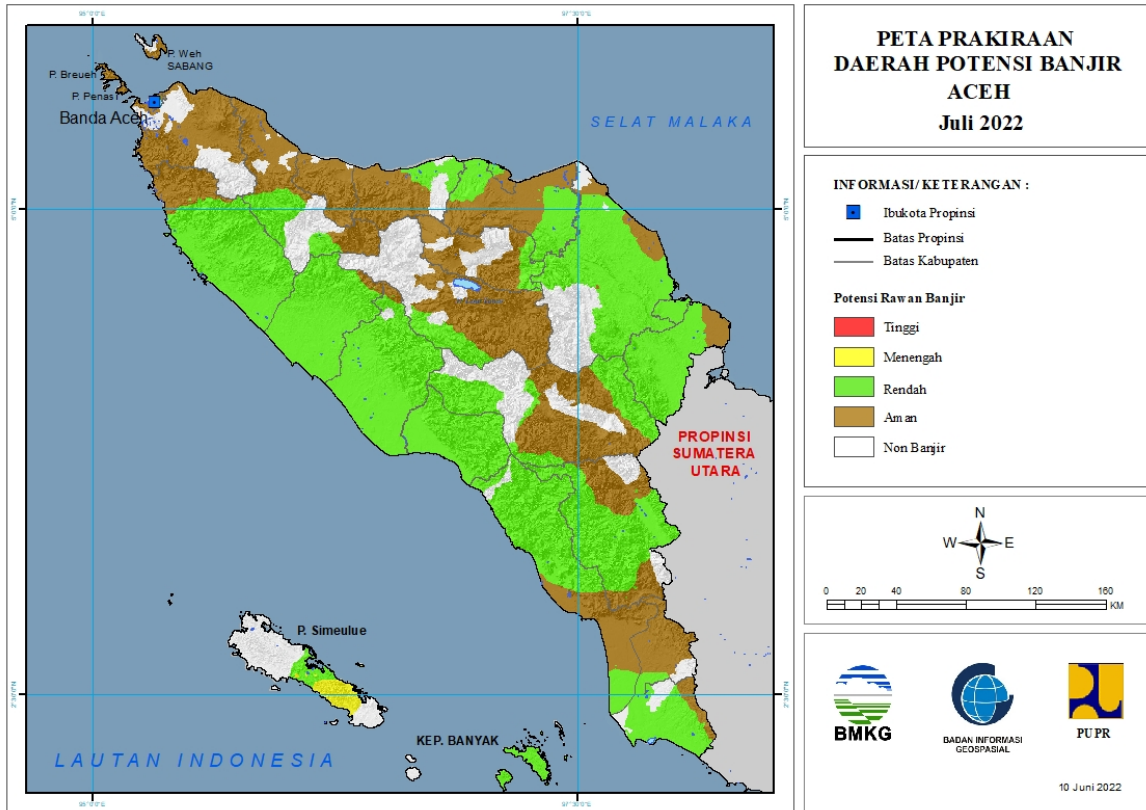 PETA PRAKIRAAN
DAERAH POTENSI BANJIR
ACEH
Juli 2022
INFORMASI/ KETERANGAN :
Ibukota Propinsi
Batas Propinsi
Batas Kabupaten
Potensi Rawan Banjir
Tinggi
Menengah
Rendah
Aman
Non Banjir
N
W E
S
0 20 40 80 120 160
KM
BMKG
BADAN INFORMASI
GEOSPASIAL
PUPR
10 Juni 2022
P. Weh
SABANG
P. Breueh
P. Penasi
Banda Aceh
SELAT MALAKA
PROPINSI
SUMATERA
UTARA
P. Simeulue
KEP. BANYAK
LAUTAN INDONESIA